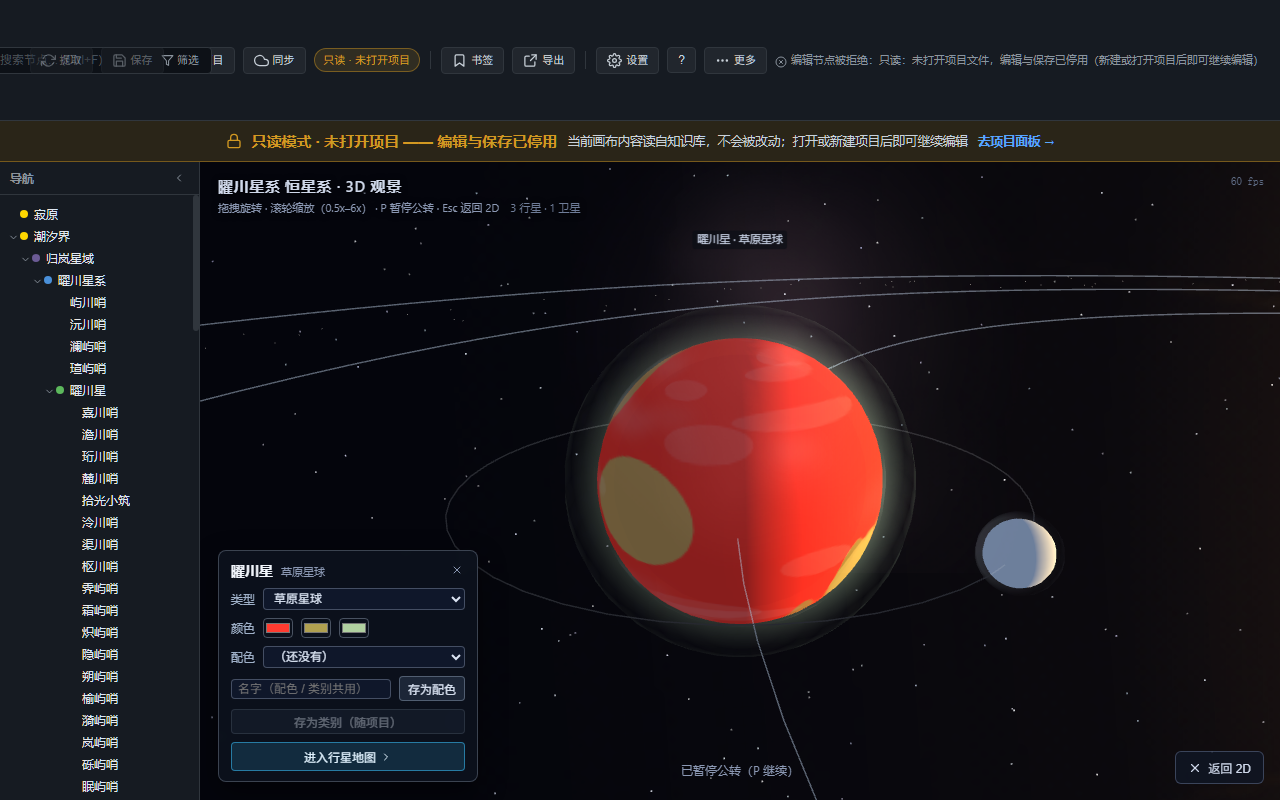 搜索节点 提取 保存 筛选 目 同步 只读 · 未打开项目 书签 导出 设置 ? 更多 编辑节点被拒绝：只读：未打开项目文件，编辑与保存已停用（新建或打开项目后即可继续编辑）
只读模式 · 未打开项目 —— 编辑与保存已停用 当前画布内容读自知识库，不会被改动；打开或新建项目后即可继续编辑 去项目面板 →
导航
寂原
潮汐界
归岚星域
曜川星系
屿川哨
沅川哨
澜屿哨
瑄屿哨
曜川星
熹川哨
澹川哨
珩川哨
麓川哨
拾光小筑
泠川哨
渠川哨
枢川哨
霁屿哨
霜屿哨
炽屿哨
隐屿哨
朔屿哨
榆屿哨
漪屿哨
岚屿哨
砾屿哨
眠屿哨
曜川星系 恒星系 · 3D 观景
拖拽旋转 · 滚轮缩放（0.5x–6x） · P 暂停公转 · Esc 返回 2D 3 行星 · 1 卫星
60 fps
曜川星 · 草原星球
曜川星 草原星球
类型 草原星球
颜色
配色 （还没有）
名字（配色 / 类别共用） 存为配色
存为类别（随项目）
进入行星地图
已暂停公转（P 继续）
返回 2D